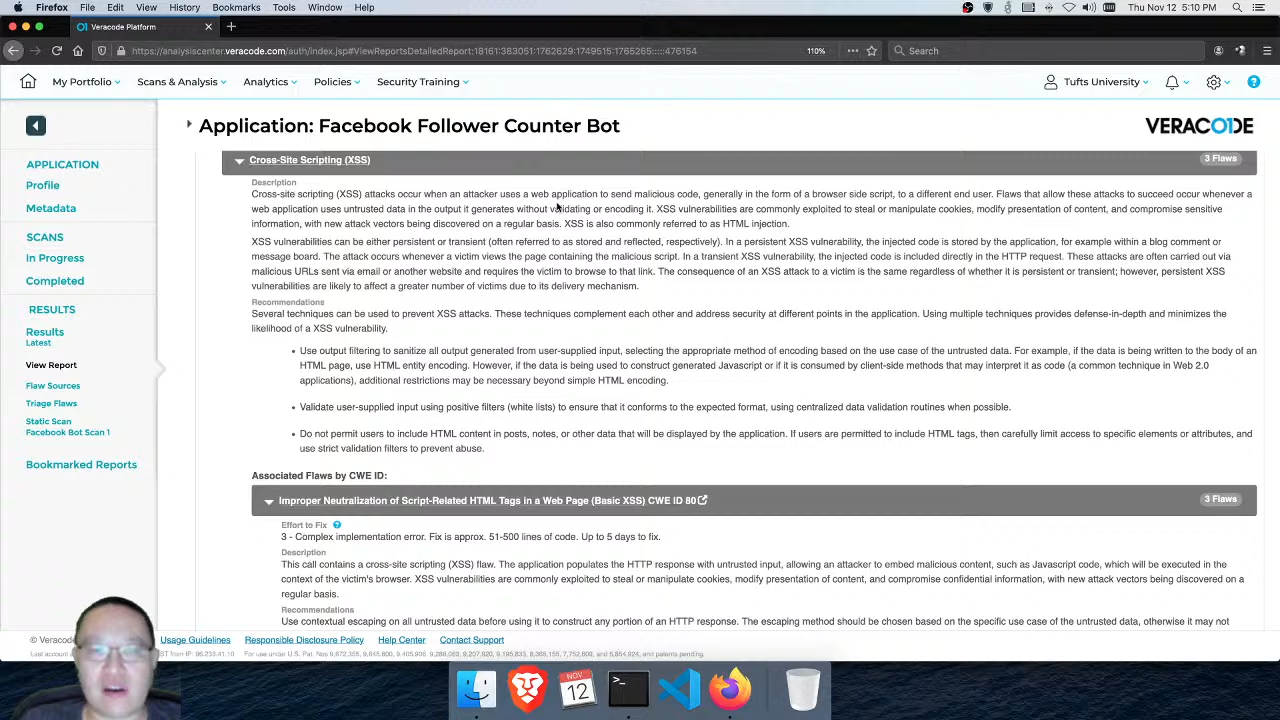 Firefox File Edit View History Bookmarks Tools Window Help Thu Nov 12 5:10 PM
Veracode Platform
https://analysiscenter.veracode.com/auth/index.jsp#ViewReportsDetailedReport:18161:383051:1762629:1749515:1765265:::::476154 110% Search
My Portfolio Scans & Analysis Analytics Policies Security Training Tufts University
Application: Facebook Follower Counter Bot VERACODE
Cross-Site Scripting (XSS) 3 Flaws
Description
Cross-site scripting (XSS) attacks occur when an attacker uses a web application to send malicious code, generally in the form of a browser side script, to a different end user. Flaws that allow these attacks to succeed occur whenever a
web application uses untrusted data in the output it generates without validating or encoding it. XSS vulnerabilities are commonly exploited to steal or manipulate cookies, modify presentation of content, and compromise sensitive
information, with new attack vectors being discovered on a regular basis. XSS is also commonly referred to as HTML injection.
XSS vulnerabilities can be either persistent or transient (often referred to as stored and reflected, respectively). In a persistent XSS vulnerability, the injected code is stored by the application, for example within a blog comment or
message board. The attack occurs whenever a victim views the page containing the malicious script. In a transient XSS vulnerability, the injected code is included directly in the HTTP request. These attacks are often carried out via
malicious URLs sent via email or another website and requires the victim to browse to that link. The consequence of an XSS attack to a victim is the same regardless of whether it is persistent or transient; however, persistent XSS
vulnerabilities are likely to affect a greater number of victims due to its delivery mechanism.
Recommendations
Several techniques can be used to prevent XSS attacks. These techniques complement each other and address security at different points in the application. Using multiple techniques provides defense-in-depth and minimizes the
likelihood of a XSS vulnerability.
• Use output filtering to sanitize all output generated from user-supplied input, selecting the appropriate method of encoding based on the use case of the untrusted data. For example, if the data is being written to the body of an
HTML page, use HTML entity encoding. However, if the data is being used to construct generated Javascript or if it is consumed by client-side methods that may interpret it as code (a common technique in Web 2.0
applications), additional restrictions may be necessary beyond simple HTML encoding.
• Validate user-supplied input using positive filters (white lists) to ensure that it conforms to the expected format, using centralized data validation routines when possible.
• Do not permit users to include HTML content in posts, notes, or other data that will be displayed by the application. If users are permitted to include HTML tags, then carefully limit access to specific elements or attributes, and
use strict validation filters to prevent abuse.
Associated Flaws by CWE ID:
Improper Neutralization of Script-Related HTML Tags in a Web Page (Basic XSS) CWE ID 80 3 Flaws
Effort to Fix
3 - Complex implementation error. Fix is approx. 51-500 lines of code. Up to 5 days to fix.
Description
This call contains a cross-site scripting (XSS) flaw. The application populates the HTTP response with untrusted input, allowing an attacker to embed malicious content, such as Javascript code, which will be executed in the
context of the victim's browser. XSS vulnerabilities are commonly exploited to steal or manipulate cookies, modify presentation of content, and compromise confidential information, with new attack vectors being discovered on a
regular basis.
Recommendations
Use contextual escaping on all untrusted data before using it to construct any portion of an HTTP response. The escaping method should be chosen based on the specific use case of the untrusted data, otherwise it may not
APPLICATION
Profile
Metadata
SCANS
In Progress
Completed
RESULTS
Results
Latest
View Report
Flaw Sources
Triage Flaws
Static Scan
Facebook Bot Scan 1
Bookmarked Reports
© Veracode Usage Guidelines Responsible Disclosure Policy Help Center Contact Support
Last account ST from IP: 96.233.41.10 For use under U.S. Pat. Nos and patents pending.
NOV
12